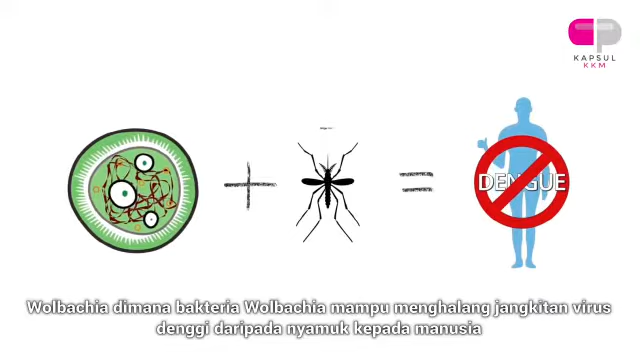 KAPSUL
KKM
DENGUE
Wolbachia dimana bakteria Wolbachia mampu menghalang jangkitan virus
denggi daripada nyamuk kepada manusia